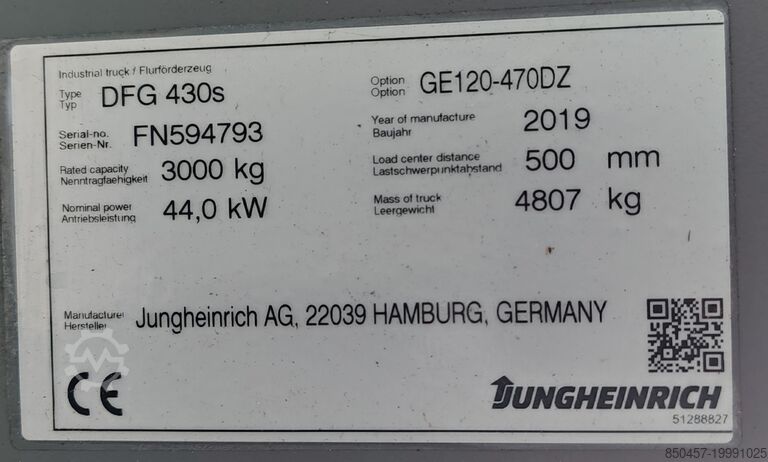 Industrial truck / Flurförderzeug
Type DFG 430s Option GE120-470DZ
Typ Option
Serial-no. FN594793 Year of manufacture 2019
Serien-Nr. Baujahr
Rated capacity 3000 kg Load center distance 500 mm
Nenntragfaehigkeit Lastschwerpunktabstand
Nominal power 44,0 kW Mass of truck 4807 kg
Antriebsleistung Leergewicht
Manufacturer Jungheinrich AG, 22039 HAMBURG, GERMANY
Hersteller
CE JUNGHEINRICH
51288827
850457-19991025